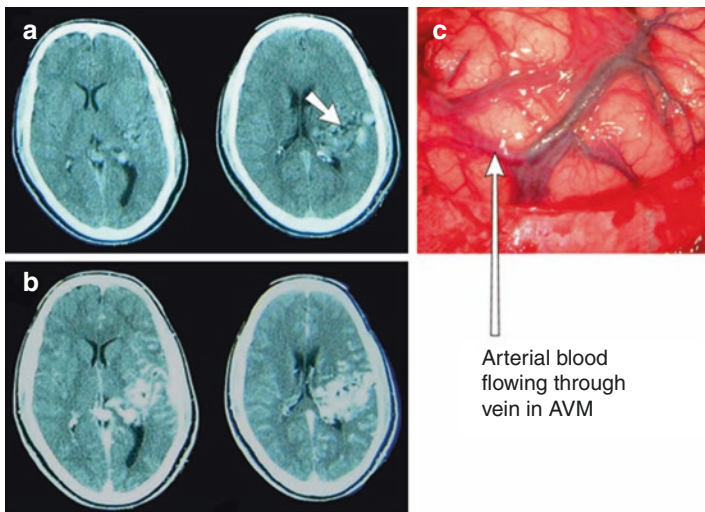 a
c
b
Arterial blood
flowing through
vein in AVM